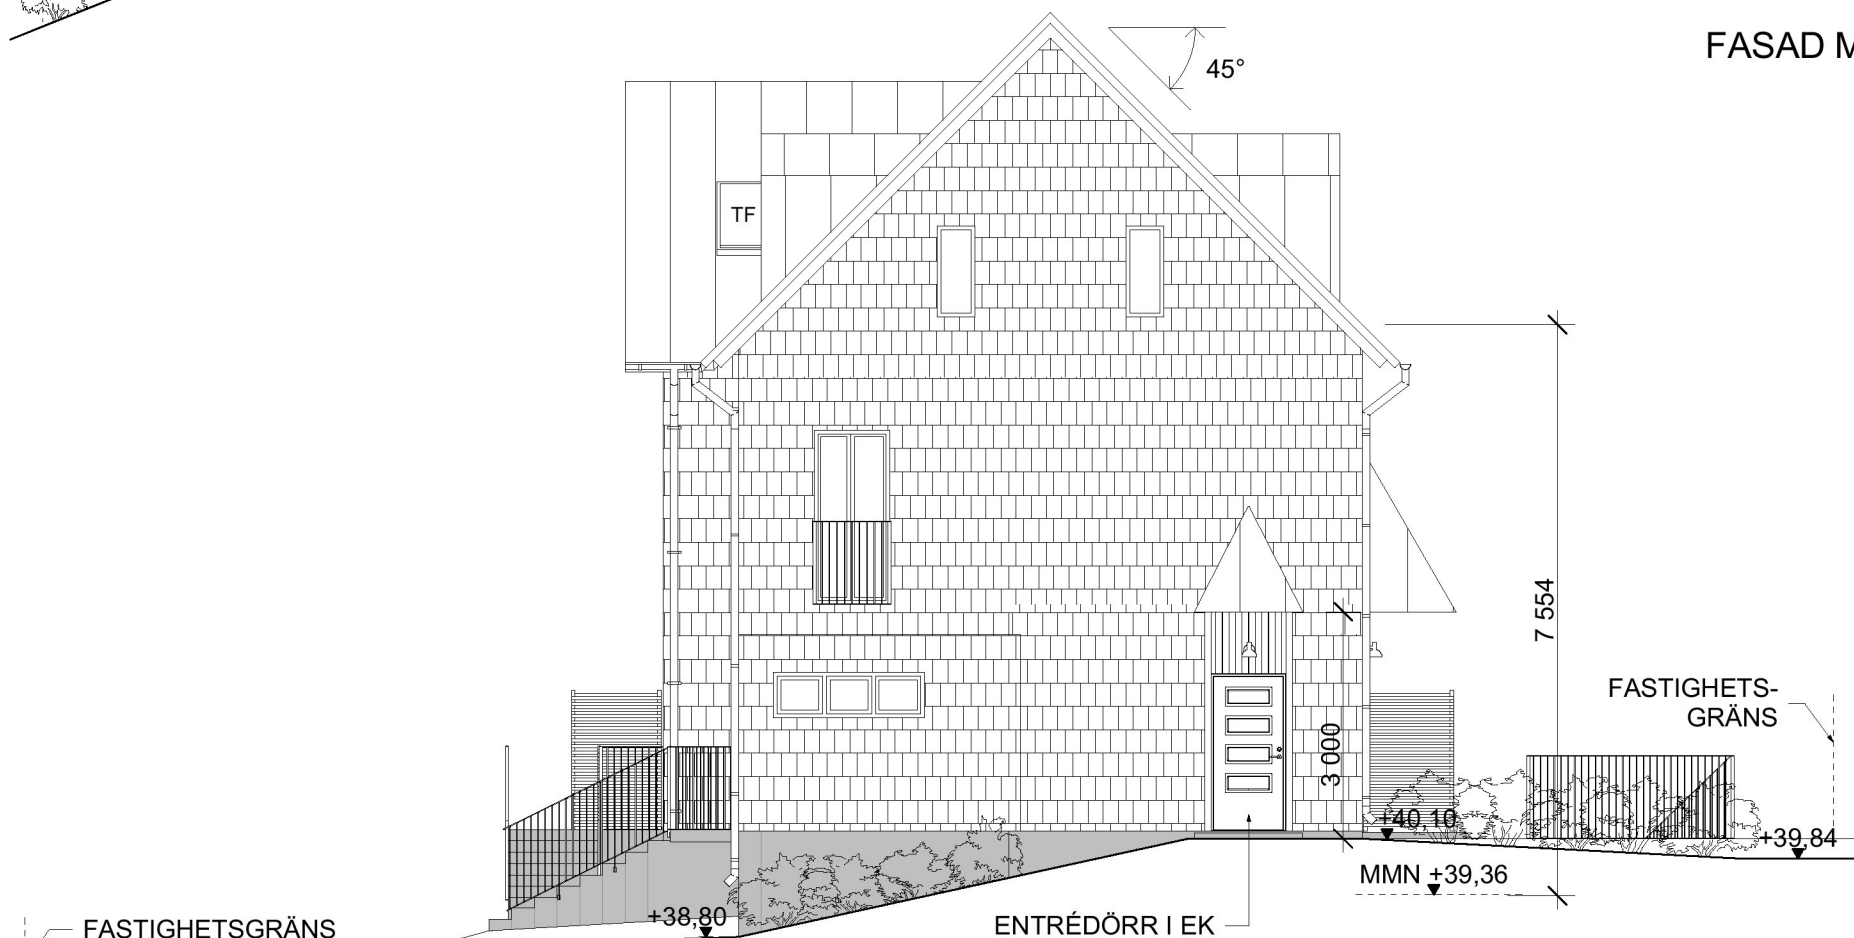 FASAD M
45°
TF
7 554
FASTIGHETS-
GRÄNS
3 000
+40,10
+39,84
MMN +39,36
+38,80
ENTRÉDÖRR I EK
FASTIGHETSGRÄNS